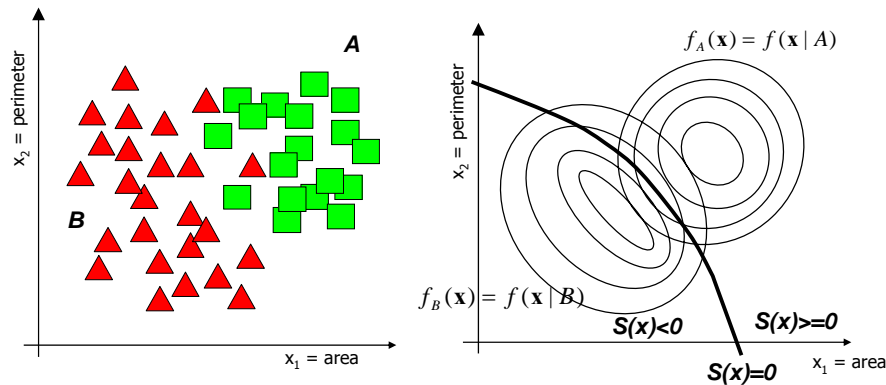 A
x₂ = perimeter
B
x₁ = area
f_A(x) = f(x | A)
x₂ = perimeter
f_B(x) = f(x | B)
S(x)<0
S(x)>=0
S(x)=0
x₁ = area